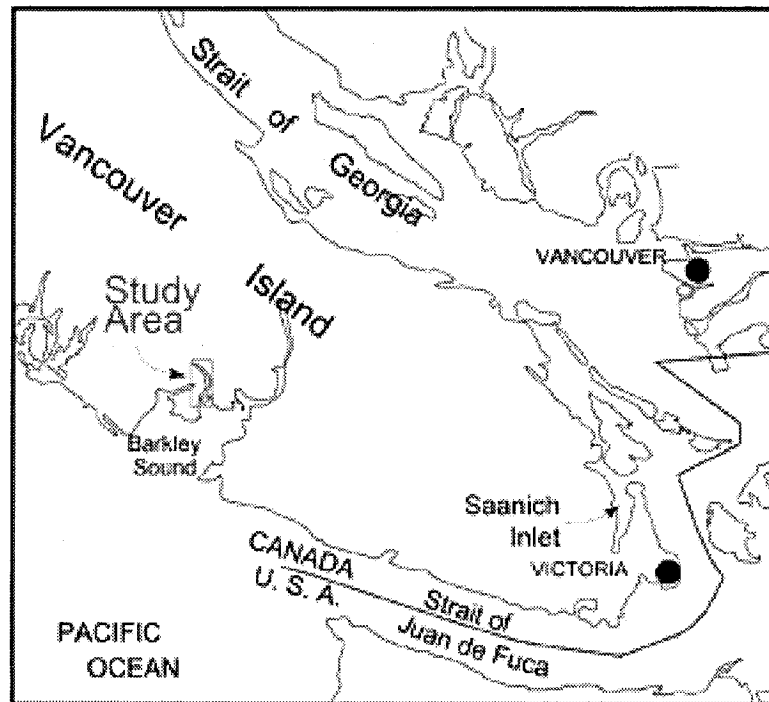 Strait of Georgia
Vancouver Island
VANCOUVER
Study
Area
Barkley
Sound
Saanich
Inlet
VICTORIA
CANADA
U. S. A.
Strait of
Juan de Fuca
PACIFIC
OCEAN